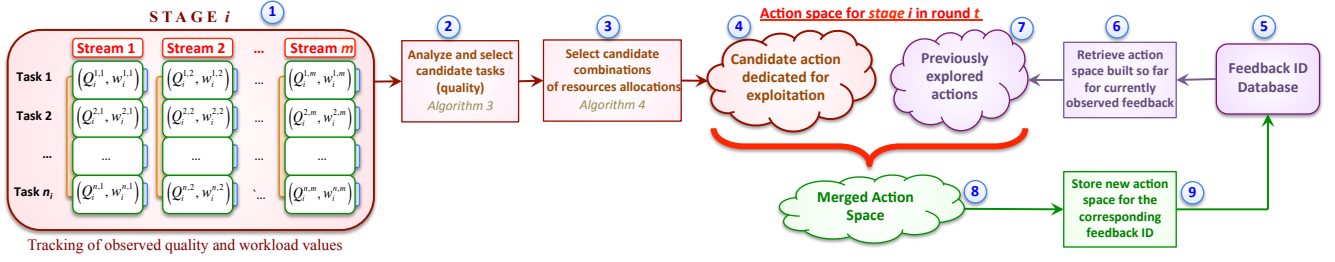 STAGE i
1
Stream 1 Stream 2 ... Stream m
Task 1
(Q_i^{1,1}, w_i^{1,1}) (Q_i^{1,2}, w_i^{1,2}) ... (Q_i^{1,m}, w_i^{1,m})
Task 2
(Q_i^{2,1}, w_i^{2,1}) (Q_i^{2,2}, w_i^{2,2}) ... (Q_i^{2,m}, w_i^{2,m})
...
... ... ... ...
Task n_i
(Q_i^{n,1}, w_i^{n,1}) (Q_i^{n,2}, w_i^{n,2}) `... (Q_i^{n,m}, w_i^{n,m})
Tracking of observed quality and workload values
2
Analyze and select
candidate tasks
(quality)
Algorithm 3
3
Select candidate
combinations
of resources allocations
Algorithm 4
Action space for stage i in round t
4
Candidate action
dedicated for
exploitation
7
Previously
explored
actions
6
Retrieve action
space built so far
for currently
observed feedback
5
Feedback ID
Database
Merged Action
Space
8
Store new action
space for the
corresponding
feedback ID
9